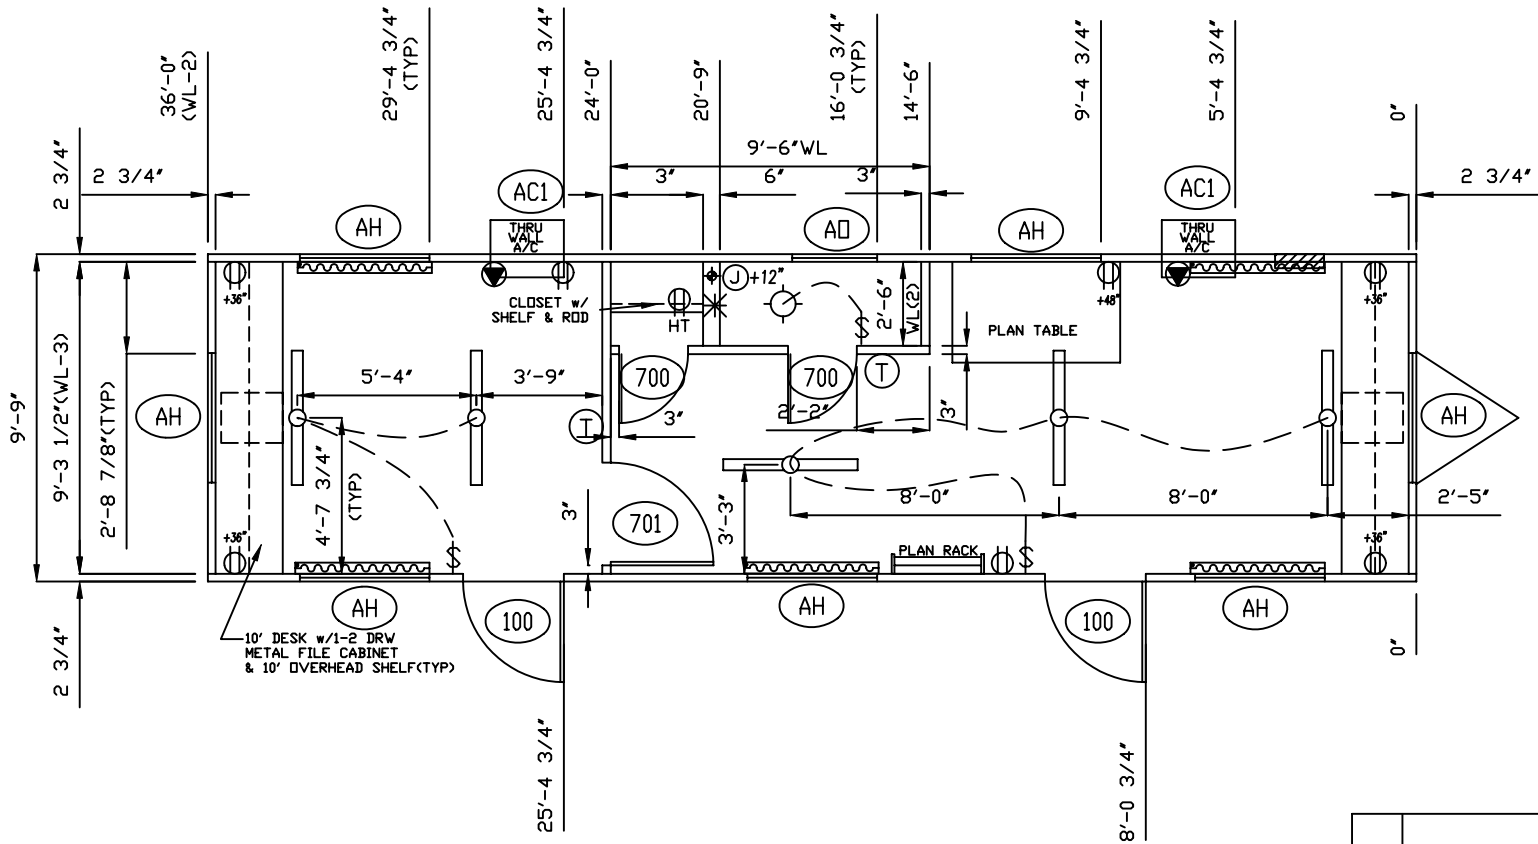 36'-0"
(WL-2)
29'-4 3/4"
(TYP)
25'-4 3/4"
24'-0"
20'-9"
16'-0 3/4"
(TYP)
14'-6"
9'-4 3/4"
5'-4 3/4"
0"
9'-6"WL
2 3/4"
2 3/4"
3"
6"
3"
2 3/4"
AH
AC1
AO
AH
AC1
THRU
WALL
A/C
THRU
WALL
A/C
+36"
CLOSET w/
SHELF & ROD
HT
J
+12"
2'-6"
WL(2)
+48"
+36"
PLAN TABLE
9'-9"
9'-3 1/2"(WL-3)
2'-8 7/8"(TYP)
AH
5'-4"
3'-9"
700
700
T
T
3"
2'-2"
3"
AH
4'-7 3/4"
(TYP)
3"
701
3'-3"
8'-0"
8'-0"
2'-5"
+36"
S
S
S
PLAN RACK
+36"
AH
100
AH
100
AH
10' DESK w/1-2 DRW
METAL FILE CABINET
& 10' OVERHEAD SHELF(TYP)
2 3/4"
0"
25'-4 3/4"
8'-0 3/4"